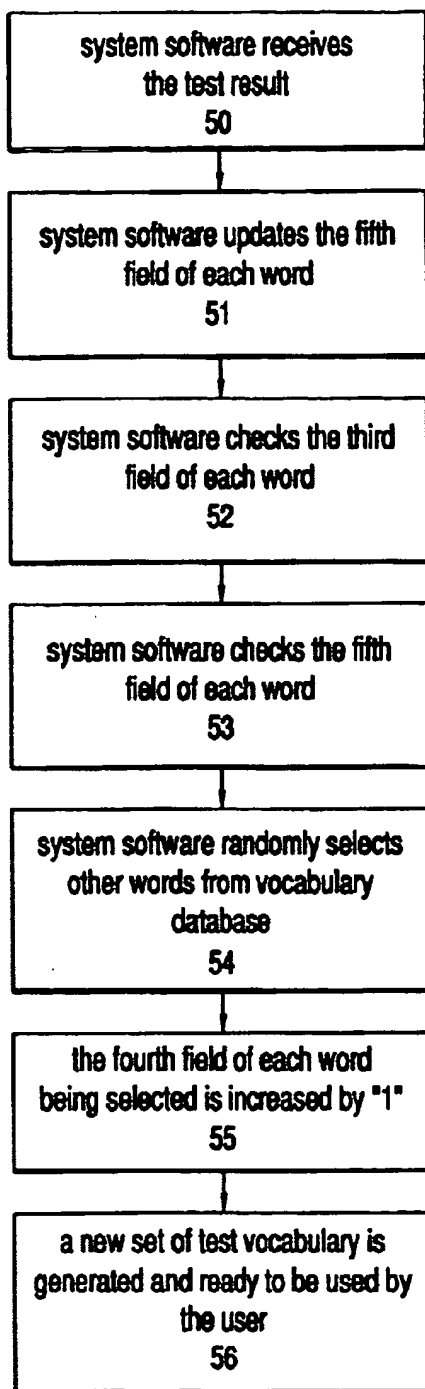 system software receives
the test result
50
system software updates the fifth
field of each word
51
system software checks the third
field of each word
52
system software checks the fifth
field of each word
53
system software randomly selects
other words from vocabulary
database
54
the fourth field of each word
being selected is increased by "1"
55
a new set of test vocabulary is
generated and ready to be used by
the user
56